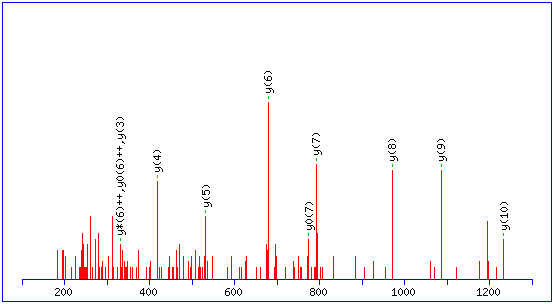 y*(6)++,y0(6)++,y(3)
y(4)
y(5)
y(6)
y0(7)
y(7)
y(8)
y(9)
y(10)
200 400 600 800 1000 1200